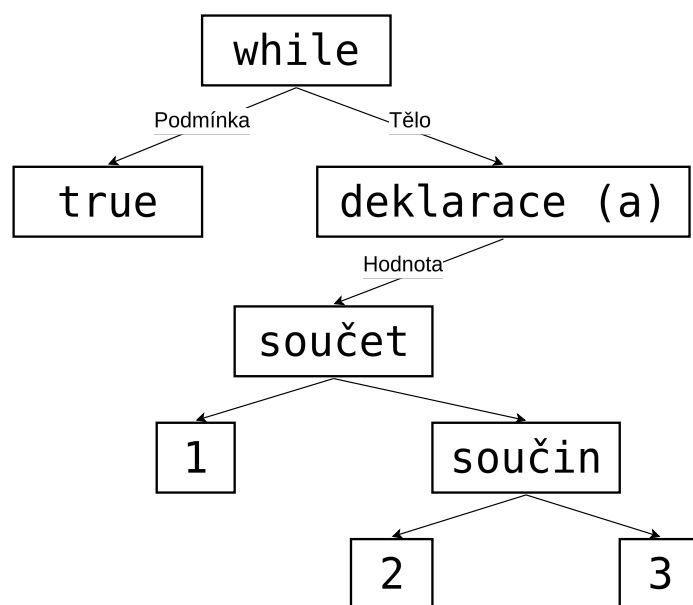 while
Podmínka
Tělo
true
deklarace (a)
Hodnota
součet
1
součin
2
3